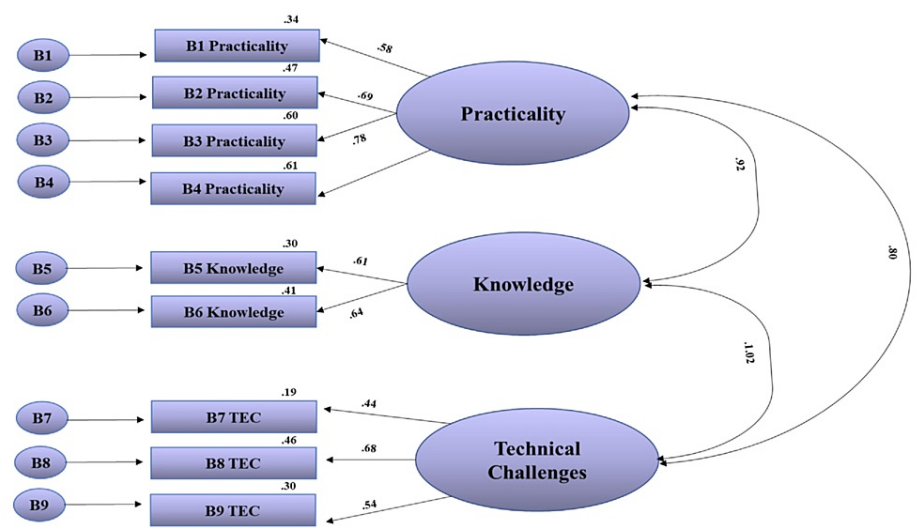 .34
B1
B1 Practicality
.58
.47
B2
B2 Practicality
.69
Practicality
.60
B3
B3 Practicality
.78
.61
B4
B4 Practicality
.92
.80
.30
B5
B5 Knowledge
.61
Knowledge
.41
B6
B6 Knowledge
.64
.1.02
.19
B7
B7 TEC
.44
.46
B8
B8 TEC
.68
Technical
Challenges
.30
B9
B9 TEC
.54